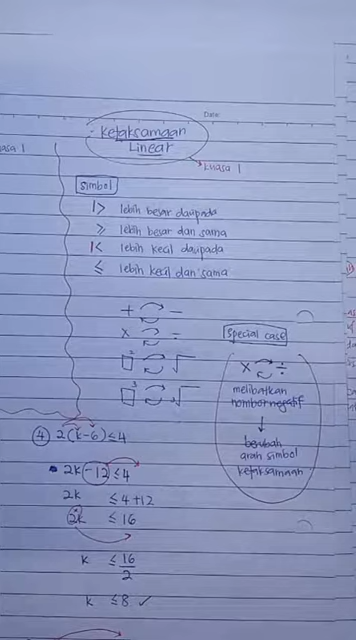 Date:
Ketaksamaan
Linear
kuasa 1
asa 1
Simbol
> lebih besar daripada
≥ lebih besar dan sama
< lebih kecil daripada
≤ lebih kecil dan sama
+ −
× ÷
□² √
□³ ³√
Special case
× ÷
melibatkan
nombor negatif
↓
berubah
arah simbol
ketaksamaan
④ 2(k-6) ≤ 4
2k -12 ≤ 4
2k ≤ 4+12
2k ≤ 16
k ≤ 16/2
k ≤ 8 ✓